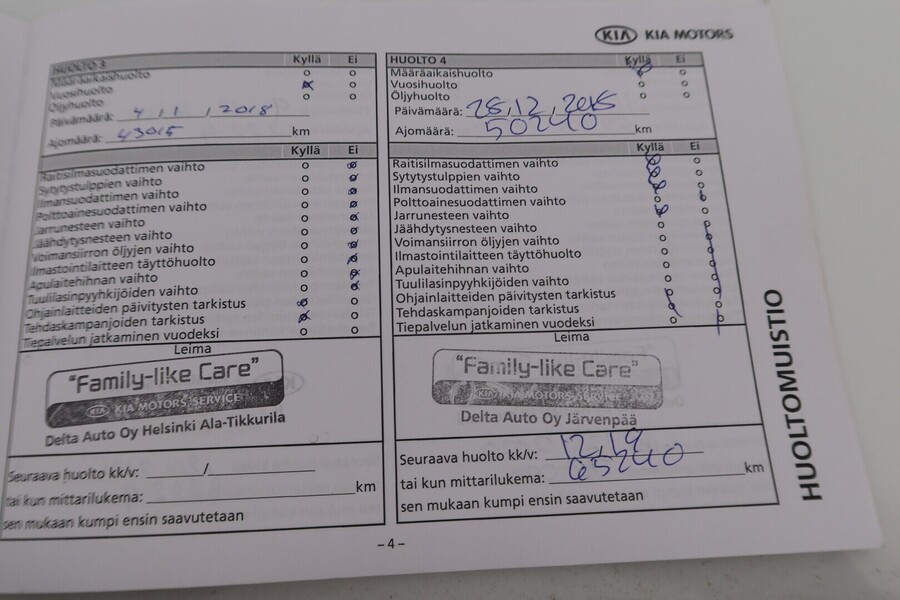 KIA KIA MOTORS
HUOLTO 3 Kyllä Ei
Määräaikaishuolto
Vuosihuolto
Öljyhuolto
Päivämäärä: 4 , 1 , 2018
Ajomäärä: 43015 km
Kyllä Ei
Raitisilmasuodattimen vaihto
Sytytystulppien vaihto
Ilmansuodattimen vaihto
Polttoainesuodattimen vaihto
Jarrunesteen vaihto
Jäähdytysnesteen vaihto
Voimansiirron öljyjen vaihto
Ilmastointilaitteen täyttöhuolto
Apulaitehihnan vaihto
Tuulilasinpyyhkijöiden vaihto
Ohjainlaitteiden päivitysten tarkistus
Tehdaskampanjoiden tarkistus
Tiepalvelun jatkaminen vuodeksi
Leima
"Family-like Care"
KIA KIA MOTORS SERVICE
Delta Auto Oy Helsinki Ala-Tikkurila
Seuraava huolto kk/v: /
tai kun mittarilukema: km
sen mukaan kumpi ensin saavutetaan
HUOLTO 4 Kyllä Ei
Määräaikaishuolto
Vuosihuolto
Öljyhuolto
Päivämäärä: 28,12,
Ajomäärä: 50240 km
Kyllä Ei
Raitisilmasuodattimen vaihto
Sytytystulppien vaihto
Ilmansuodattimen vaihto
Polttoainesuodattimen vaihto
Jarrunesteen vaihto
Jäähdytysnesteen vaihto
Voimansiirron öljyjen vaihto
Ilmastointilaitteen täyttöhuolto
Apulaitehihnan vaihto
Tuulilasinpyyhkijöiden vaihto
Ohjainlaitteiden päivitysten tarkistus
Tehdaskampanjoiden tarkistus
Tiepalvelun jatkaminen vuodeksi
Leima
"Family-like Care"
KIA KIA MOTORS SERVICE
Delta Auto Oy Järvenpää
Seuraava huolto kk/v: 12,19
tai kun mittarilukema: 65240 km
sen mukaan kumpi ensin saavutetaan
HUOLTOMUISTIO
– 4 –